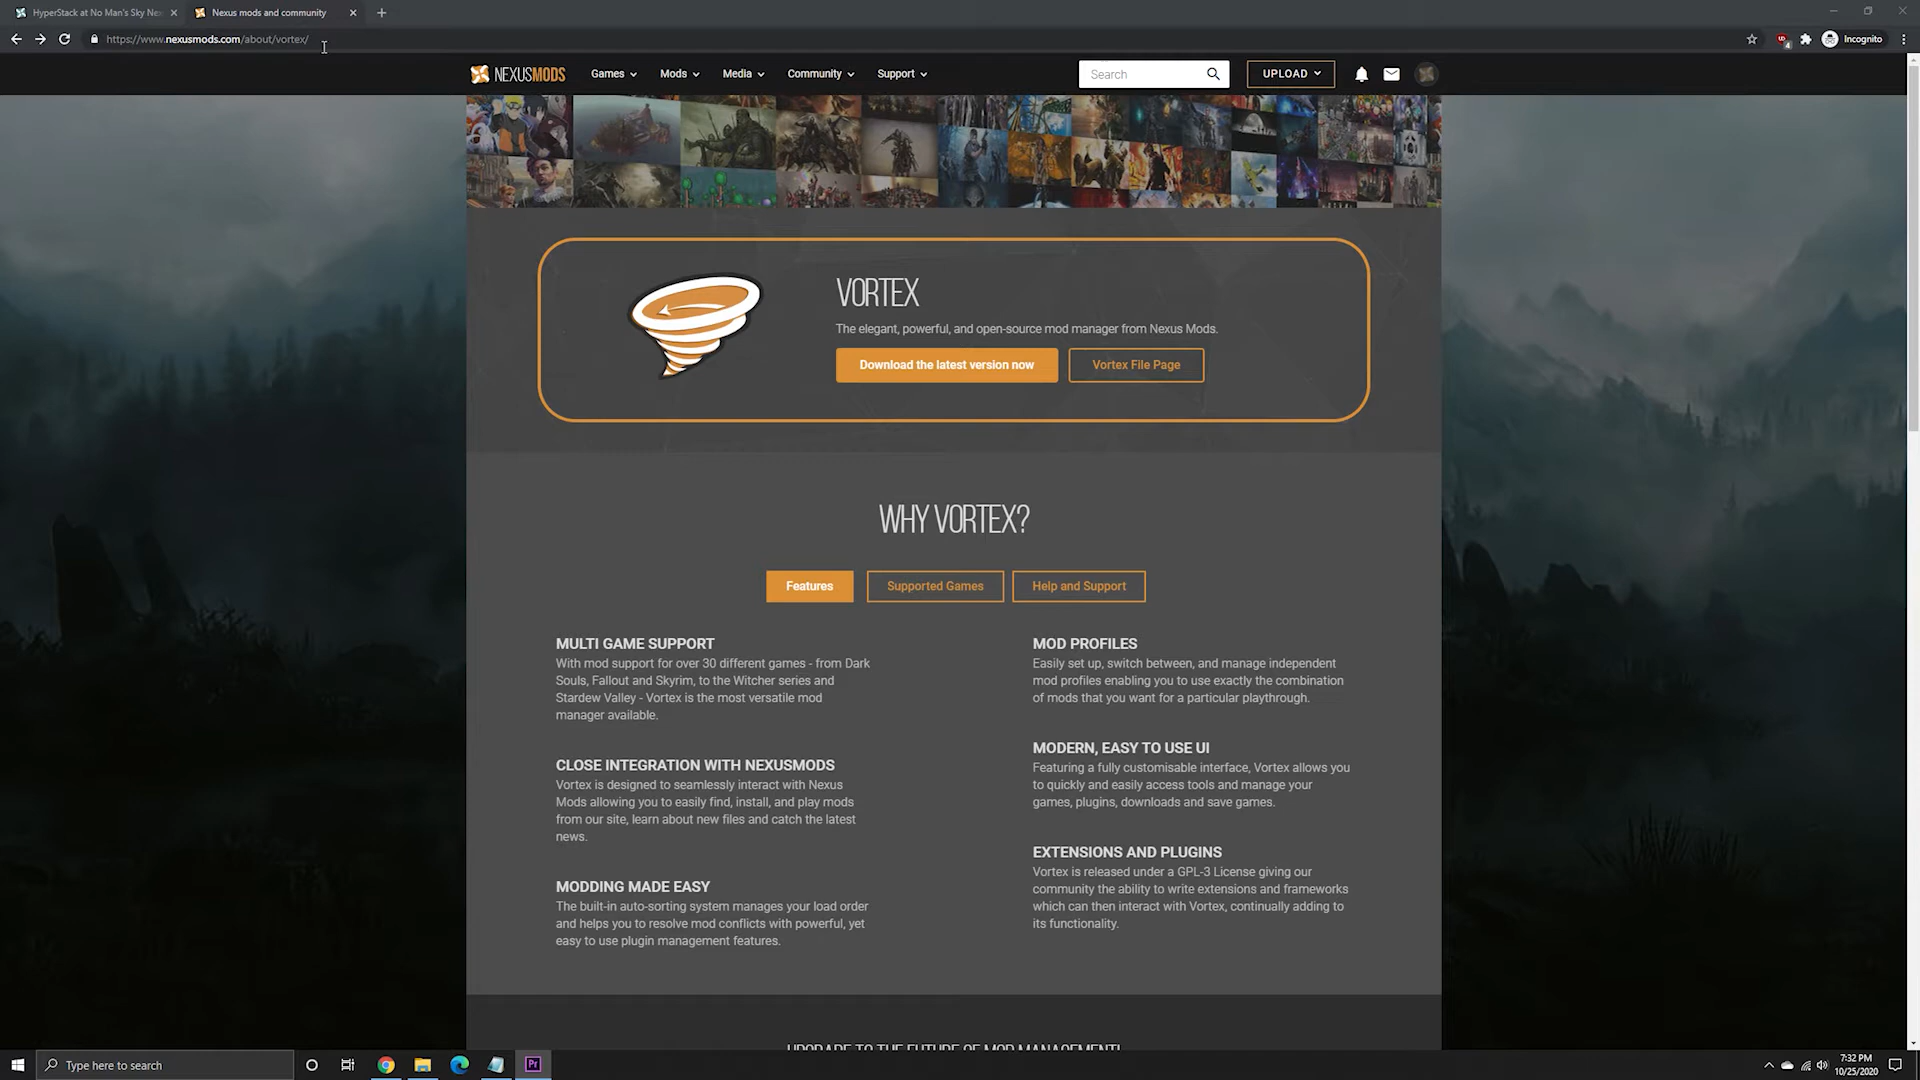 HyperStack at No Man's Sky Ne
Nexus mods and community
https://www.nexusmods.com/about/vortex/
Incognito
NEXUSMODS
Games
Mods
Media
Community
Support
Search
UPLOAD
VORTEX
The elegant, powerful, and open-source mod manager from Nexus Mods.
Download the latest version now
Vortex File Page
WHY VORTEX?
Features
Supported Games
Help and Support
MULTI GAME SUPPORT
With mod support for over 30 different games - from Dark
Souls, Fallout and Skyrim, to the Witcher series and
Stardew Valley - Vortex is the most versatile mod
manager available.
CLOSE INTEGRATION WITH NEXUSMODS
Vortex is designed to seamlessly interact with Nexus
Mods allowing you to easily find, install, and play mods
from our site, learn about new files and catch the latest
news.
MODDING MADE EASY
The built-in auto-sorting system manages your load order
and helps you to resolve mod conflicts with powerful, yet
easy to use plugin management features.
MOD PROFILES
Easily set up, switch between, and manage independent
mod profiles enabling you to use exactly the combination
of mods that you want for a particular playthrough.
MODERN, EASY TO USE UI
Featuring a fully customisable interface, Vortex allows you
to quickly and easily access tools and manage your
games, plugins, downloads and save games.
EXTENSIONS AND PLUGINS
Vortex is released under a GPL-3 License giving our
community the ability to write extensions and frameworks
which can then interact with Vortex, continually adding to
its functionality.
UPGRADE TO THE FUTURE OF MOD MANAGEMENT!
Type here to search
Pr
7:32 PM
10/25/2020